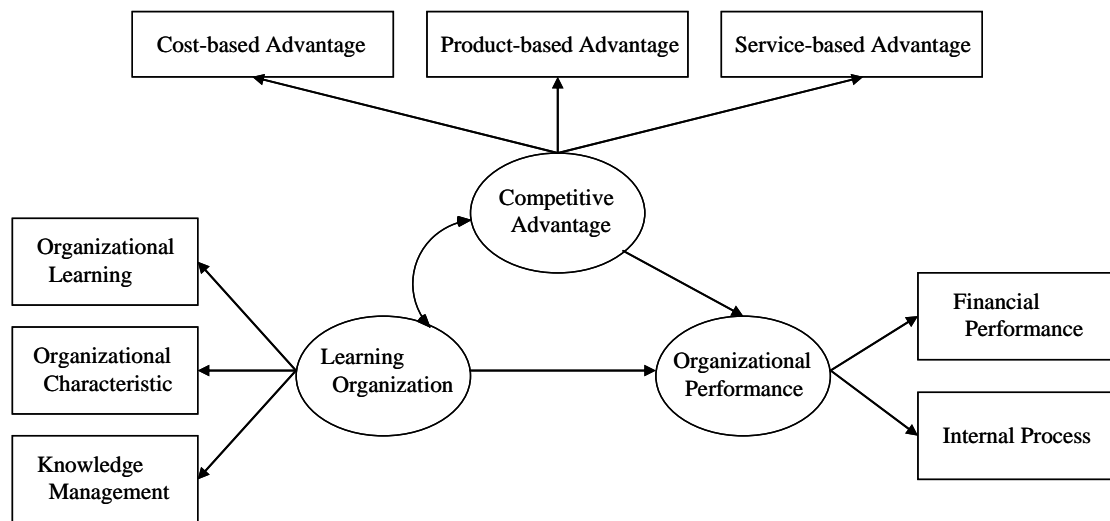 Cost-based Advantage
Product-based Advantage
Service-based Advantage
Competitive
Advantage
Organizational
Learning
Organizational
Characteristic
Knowledge
Management
Learning
Organization
Organizational
Performance
Financial
Performance
Internal Process